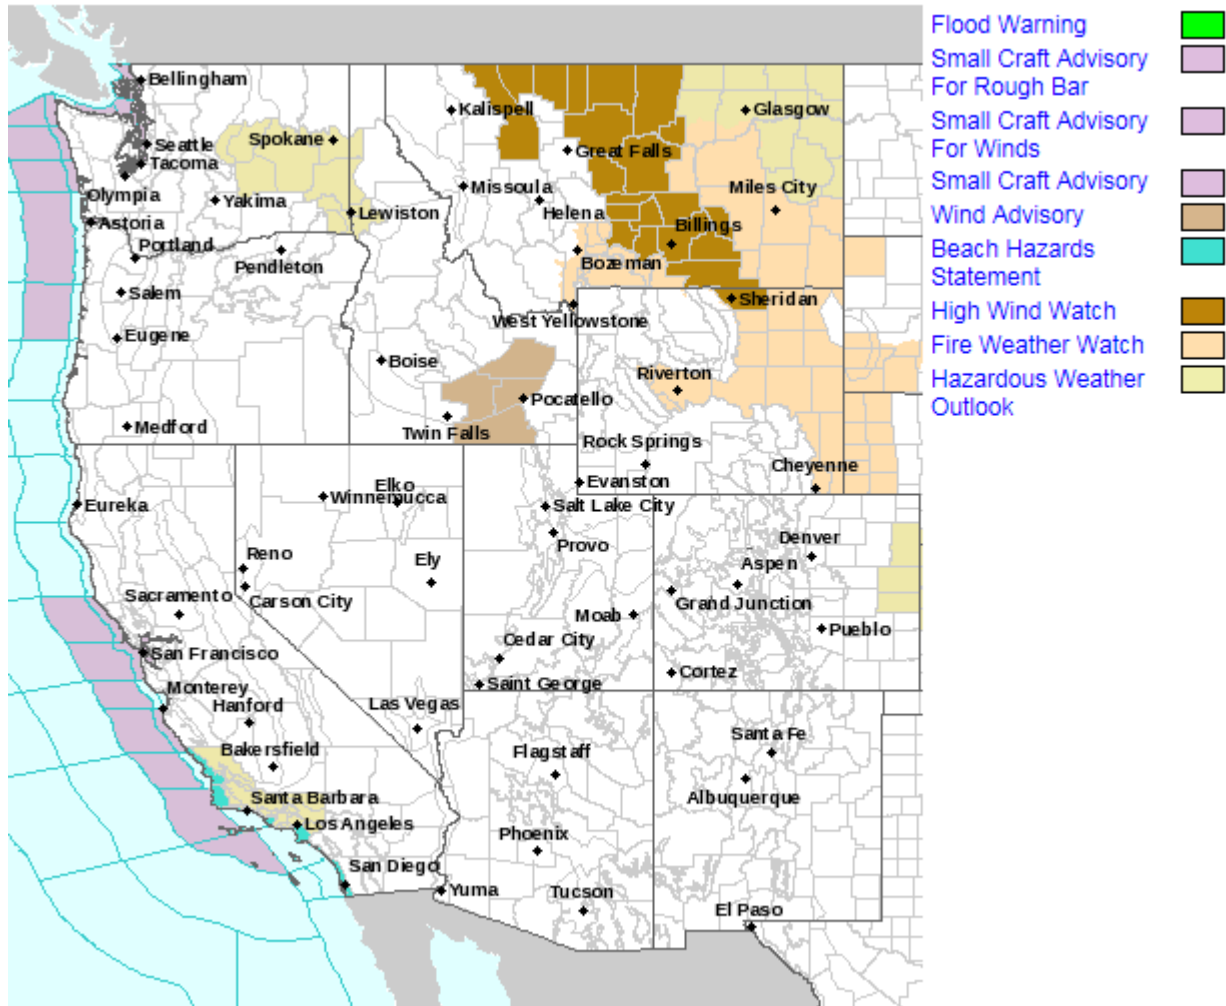 Bellingham
Kalispell
Glasgow
Spokane
Seattle
Great Falls
Tacoma
Missoula
Miles City
Olympia
Yakima
Lewiston
Helena
Astoria
Billings
Portland
Pendleton
Bozeman
Salem
Sheridan
West Yellowstone
Eugene
Boise
Riverton
Pocatello
Medford
Twin Falls
Rock Springs
Cheyenne
Elko
Evanston
Winnemucca
Eureka
Salt Lake City
Denver
Provo
Reno
Ely
Aspen
Sacramento
Carson City
Grand Junction
Moab
Pueblo
Cedar City
San Francisco
Cortez
Saint George
Monterey
Hanford
Las Vegas
Santa Fe
Bakersfield
Flagstaff
Santa Barbara
Albuquerque
Los Angeles
Phoenix
San Diego
Yuma
Tucson
El Paso
Flood Warning
Small Craft Advisory
For Rough Bar
Small Craft Advisory
For Winds
Small Craft Advisory
Wind Advisory
Beach Hazards
Statement
High Wind Watch
Fire Weather Watch
Hazardous Weather
Outlook